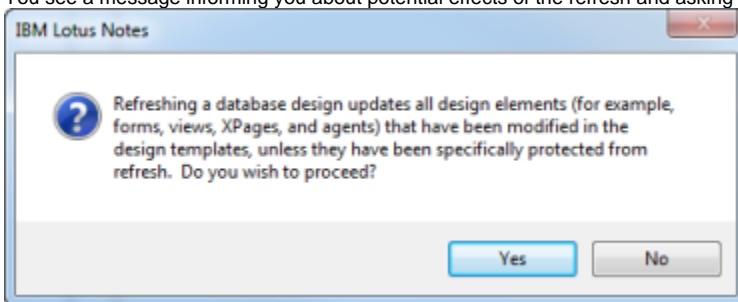 You see a message informing you about potential effects of the refresh and asking
IBM Lotus Notes
Refreshing a database design updates all design elements (for example,
forms, views, XPages, and agents) that have been modified in the
design templates, unless they have been specifically protected from
refresh. Do you wish to proceed?
Yes No